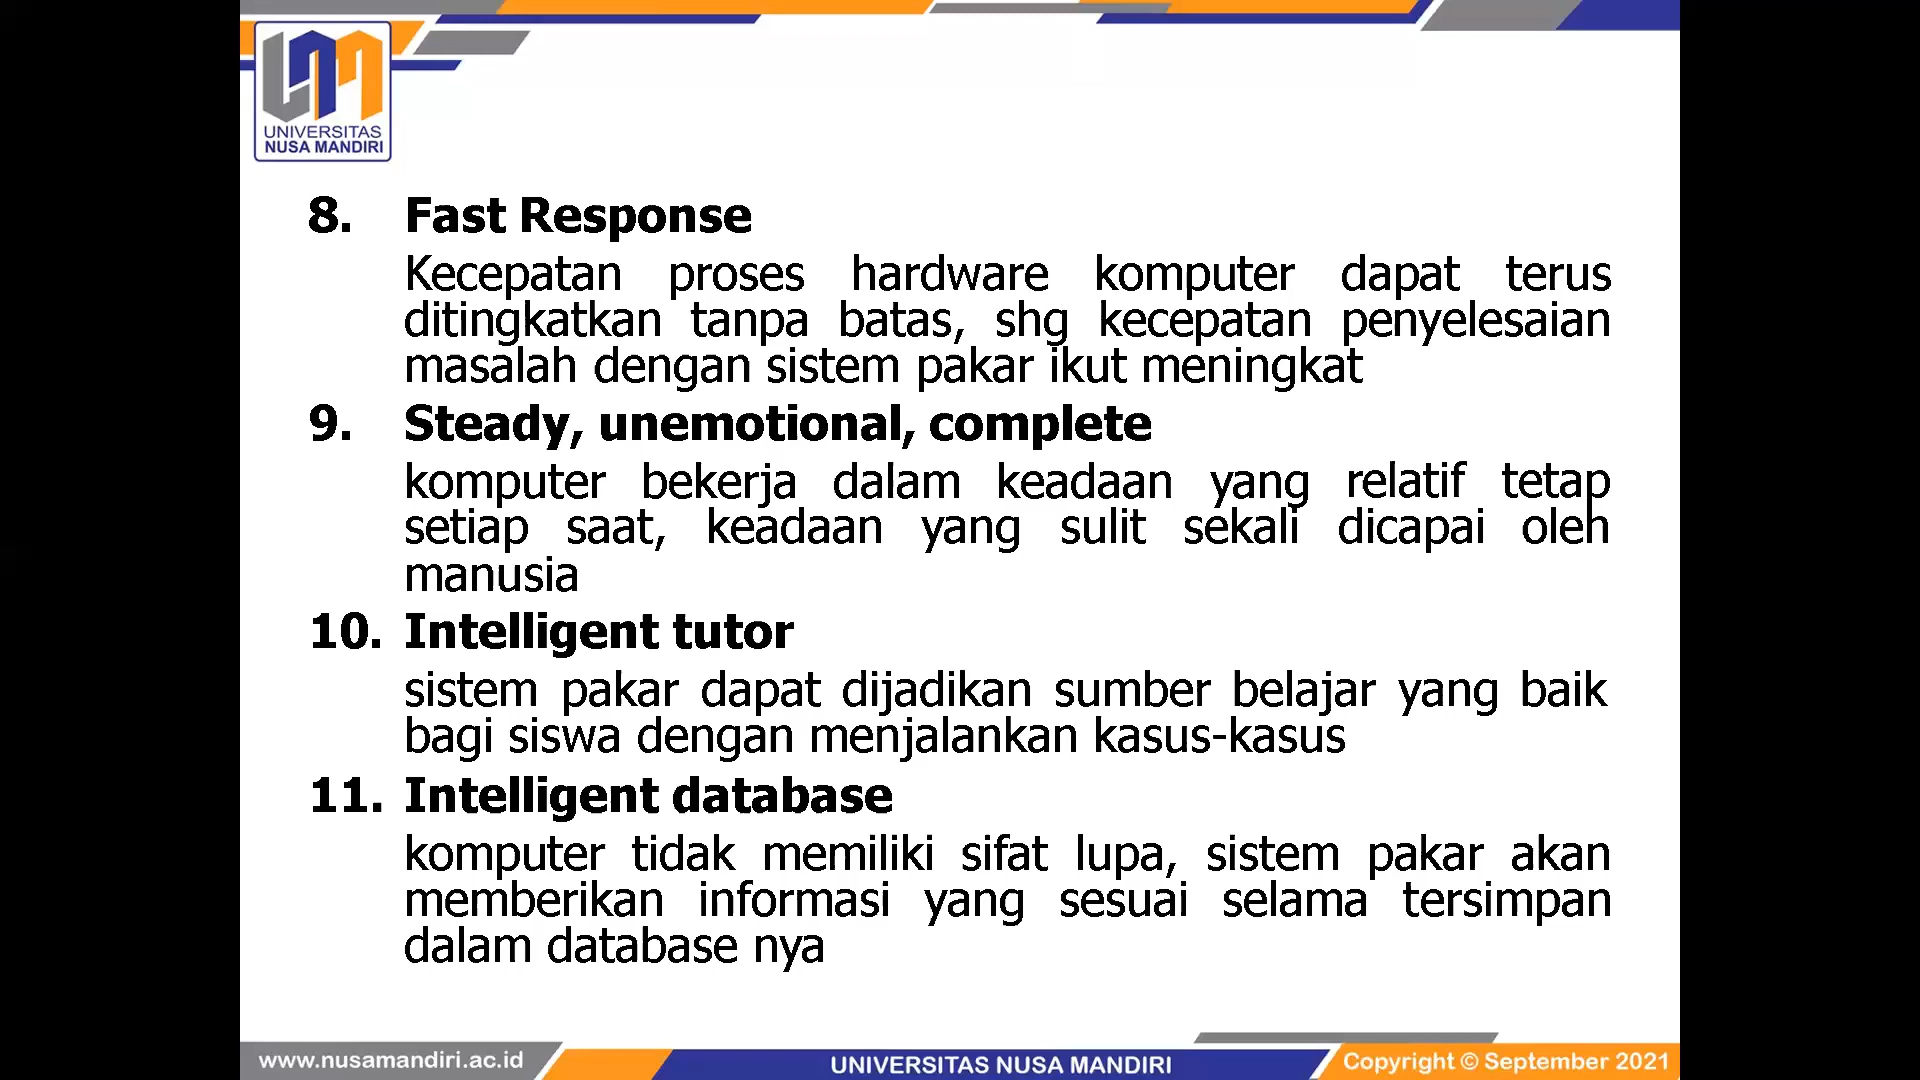 UNIVERSITAS
NUSA MANDIRI
8. Fast Response
Kecepatan proses hardware komputer dapat terus
ditingkatkan tanpa batas, shg kecepatan penyelesaian
masalah dengan sistem pakar ikut meningkat
9. Steady, unemotional, complete
komputer bekerja dalam keadaan yang relatif tetap
setiap saat, keadaan yang sulit sekali dicapai oleh
manusia
10. Intelligent tutor
sistem pakar dapat dijadikan sumber belajar yang baik
bagi siswa dengan menjalankan kasus-kasus
11. Intelligent database
komputer tidak memiliki sifat lupa, sistem pakar akan
memberikan informasi yang sesuai selama tersimpan
dalam database nya
www.nusamandiri.ac.id
UNIVERSITAS NUSA MANDIRI
Copyright © September 2021